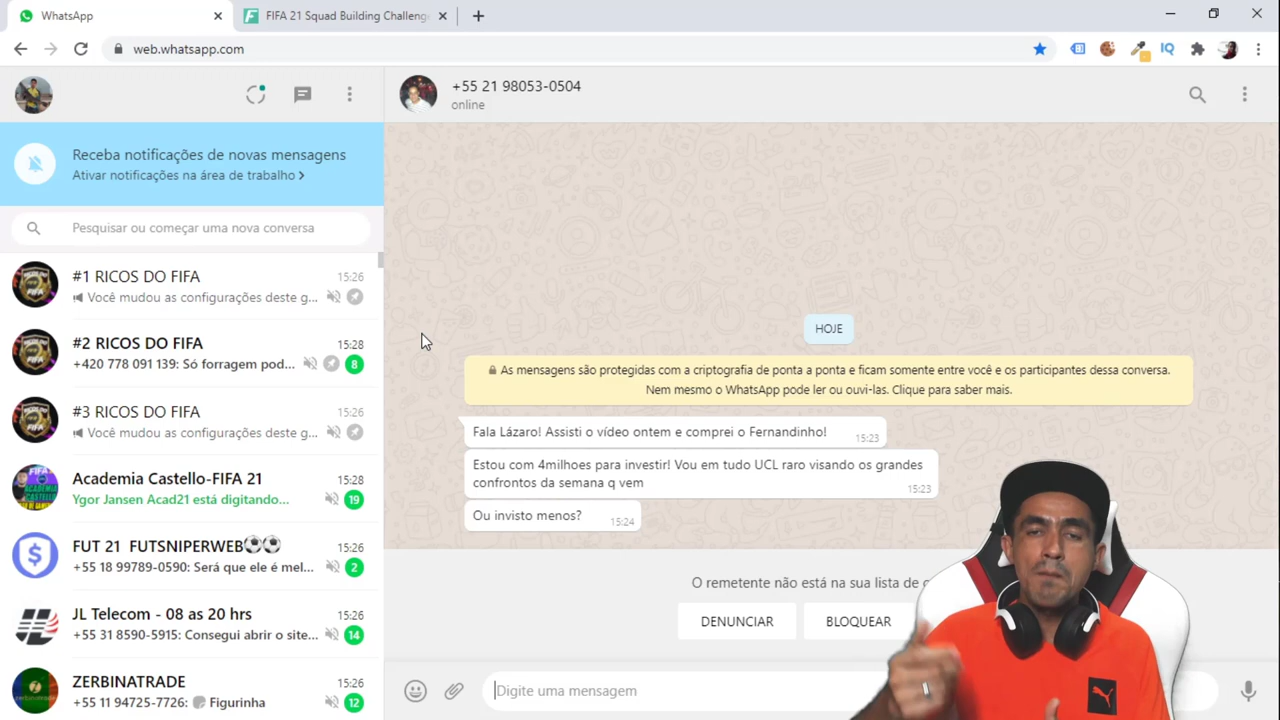 WhatsApp
FIFA 21 Squad Building Challeng
web.whatsapp.com
IQ
+55 21 98053-0504
online
Receba notificações de novas mensagens
Ativar notificações na área de trabalho >
Pesquisar ou começar uma nova conversa
#1 RICOS DO FIFA 15:26
Você mudou as configurações deste g...
#2 RICOS DO FIFA 15:28
+420 778 091 139: Só forragem pod... 8
#3 RICOS DO FIFA 15:26
Você mudou as configurações deste g...
Academia Castello-FIFA 21 15:28
Ygor Jansen Acad21 está digitando... 19
FUT 21 FUTSNIPERWEB⚽⚽ 15:26
+55 18 99789-0590: Será que ele é mel... 2
JL Telecom - 08 as 20 hrs 15:26
+55 31 8590-5915: Consegui abrir o site... 14
ZERBINATRADE 15:26
+55 11 94725-7726: Figurinha 12
HOJE
As mensagens são protegidas com a criptografia de ponta a ponta e ficam somente entre você e os participantes dessa conversa.
Nem mesmo o WhatsApp pode ler ou ouvi-las. Clique para saber mais.
Fala Lázaro! Assisti o vídeo ontem e comprei o Fernandinho! 15:23
Estou com 4milhoes para investir! Vou em tudo UCL raro visando os grandes
confrontos da semana q vem 15:23
Ou invisto menos? 15:24
O remetente não está na sua lista de
DENUNCIAR
BLOQUEAR
Digite uma mensagem